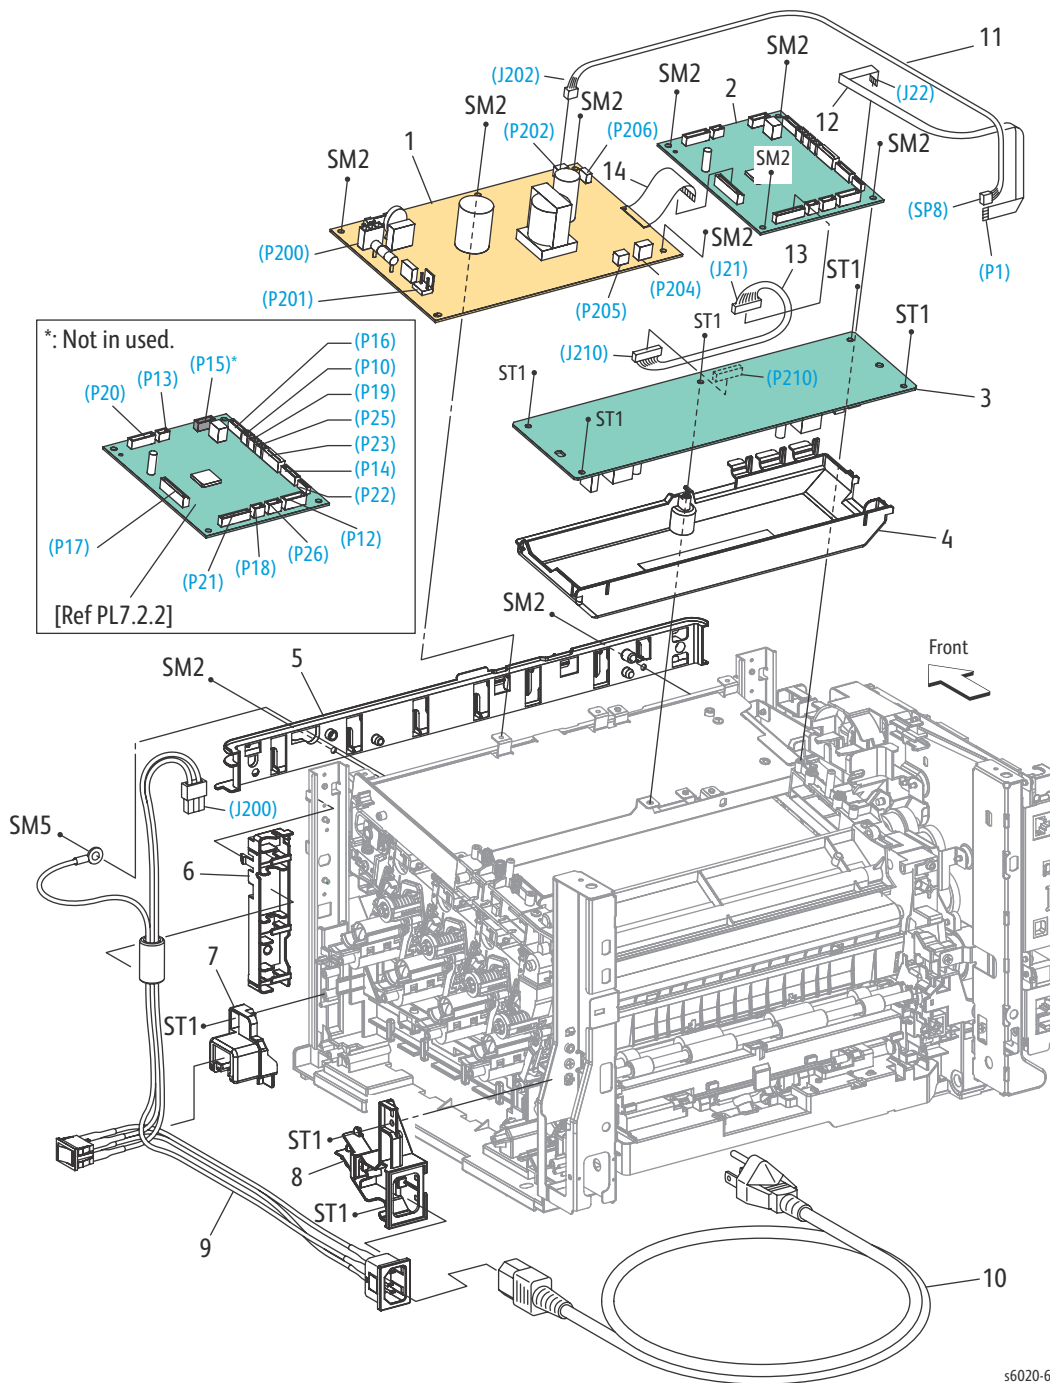 SM2
11
(J202)
SM2
2
12
(J22)
SM2
SM2
SM2
1
(P202)
(P206)
14
SM2
SM2
(P200)
SM2
(SP8)
(P201)
(P205)
(P204)
(J21)
13
(P1)
ST1
*: Not in used.
(P16)
(P15)*
(P10)
(P13)
(P20)
(P19)
(P25)
(P23)
(P14)
(P22)
(P17)
(P12)
(P26)
(P18)
(P21)
[Ref PL7.2.2]
ST1
ST1
(J210)
ST1
(P210)
3
ST1
4
SM2
5
SM2
Front
(J200)
SM5
6
7
ST1
ST1
8
ST1
9
10
s6020-6